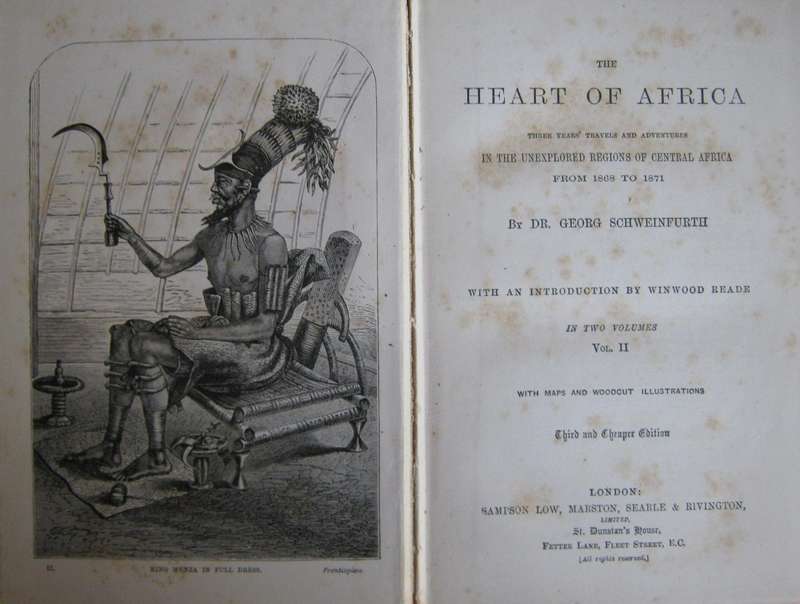 II.
KING MUNZA IN FULL DRESS.
Frontispiece.
THE
HEART OF AFRICA
THREE YEARS' TRAVELS AND ADVENTURES
IN THE UNEXPLORED REGIONS OF CENTRAL AFRICA
FROM 1868 TO 1871
By DR. GEORG SCHWEINFURTH
WITH AN INTRODUCTION BY WINWOOD READE
IN TWO VOLUMES
Vol. II
WITH MAPS AND WOODCUT ILLUSTRATIONS
Third and Cheaper Edition
LONDON:
SAMPSON LOW, MARSTON, SEARLE & RIVINGTON,
LIMITED,
St. Dunstan's House,
Fetter Lane, Fleet Street, E.C.
[All rights reserved.]